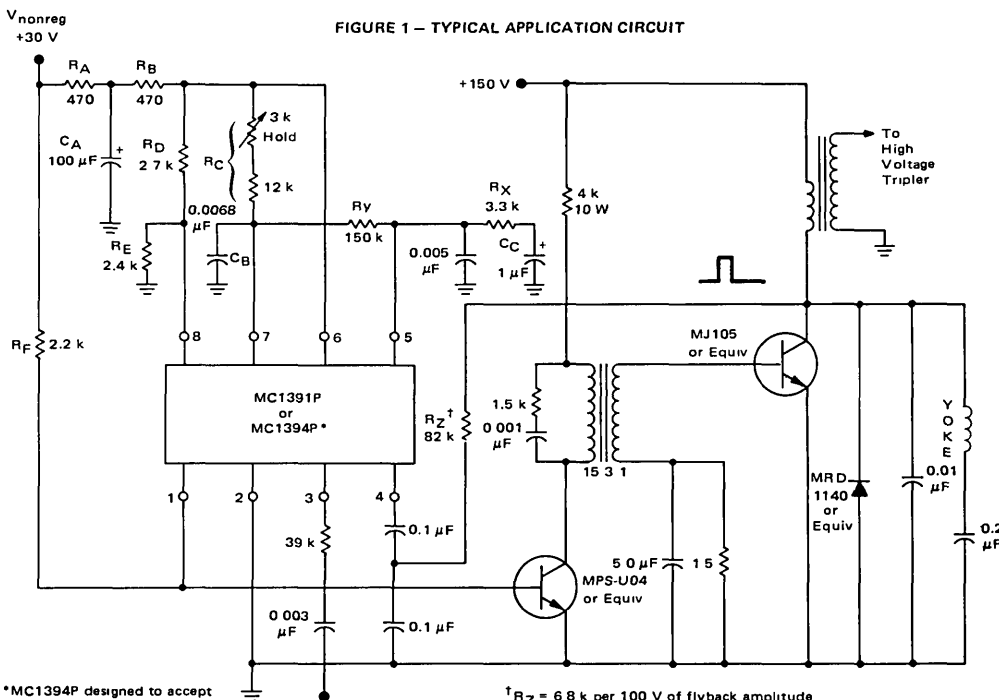 FIGURE 1 – TYPICAL APPLICATION CIRCUIT
Vnonreg
+30 V
RA
470
RB
470
+150 V
CA
100 µF
+
RD
2 7k
RC
3 k
Hold
12 k
To
High
Voltage
Tripler
4 k
10 W
0.0068
µF
CB
RE
2.4 k
Ry
150 k
RX
3.3 k
0.005
µF
CC
+
1 µF
RF
2.2 k
8
7
6
5
MJ105
or Equiv
MC1391P
or
MC1394P*
RZ†
82 k
1.5 k
0 001
µF
15 3 1
YOKE
0.01
µF
MRD
1140
or
Equiv
1
2
3
4
39 k
0.1 µF
0.2
µF
5 0 µF
1 5
MPS-U04
or Equiv
0 003
µF
0.1 µF
*MC1394P designed to accept
†RZ = 6 8 k per 100 V of flyback amplitude